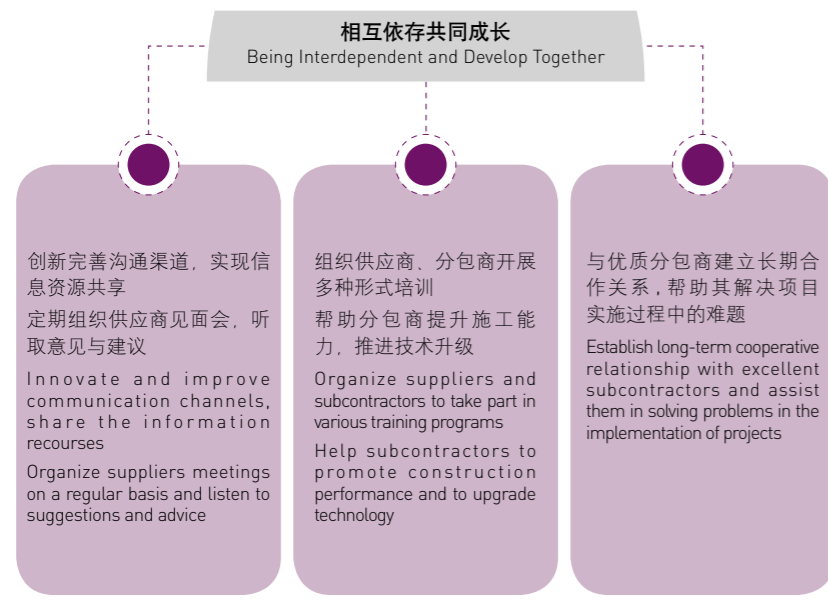 相互依存共同成长
Being Interdependent and Develop Together
创新完善沟通渠道，实现信
息资源共享
定期组织供应商见面会，听
取意见与建议
Innovate and improve
communication channels,
share the information
recourses
Organize suppliers meetings
on a regular basis and listen to
suggestions and advice
组织供应商、分包商开展
多种形式培训
帮助分包商提升施工能
力，推进技术升级
Organize suppliers and
subcontractors to take part in
various training programs
Help subcontractors to
promote construction
performance and to upgrade
technology
与优质分包商建立长期合
作关系，帮助其解决项目
实施过程中的难题
Establish long-term cooperative
relationship with excellent
subcontractors and assist
them in solving problems in the
implementation of projects